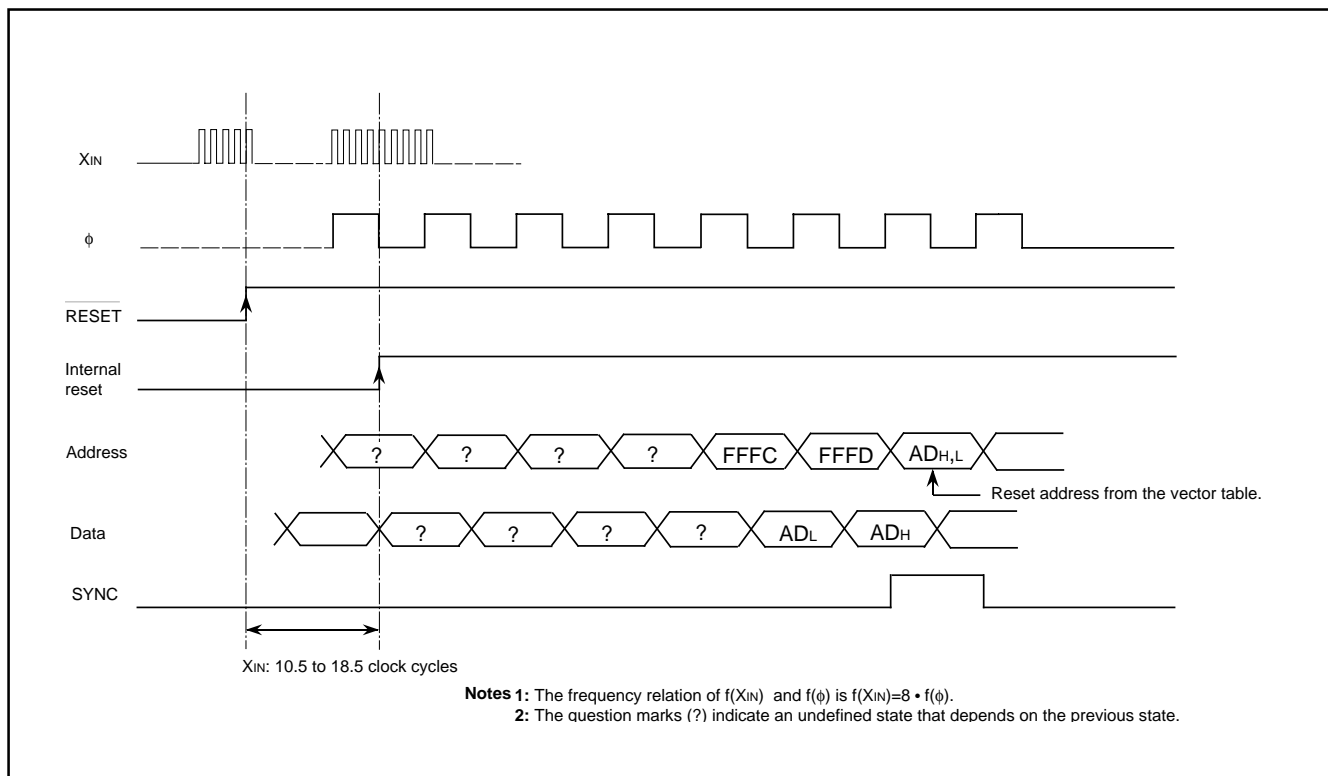 XIN
ϕ
RESET
Internal
reset
Address
? ? ? ? FFFC FFFD ADH,L
Reset address from the vector table.
Data
? ? ? ? ADL ADH
SYNC
XIN: 10.5 to 18.5 clock cycles
Notes 1: The frequency relation of f(XIN) and f(ϕ) is f(XIN)=8 • f(ϕ).
2: The question marks (?) indicate an undefined state that depends on the previous state.